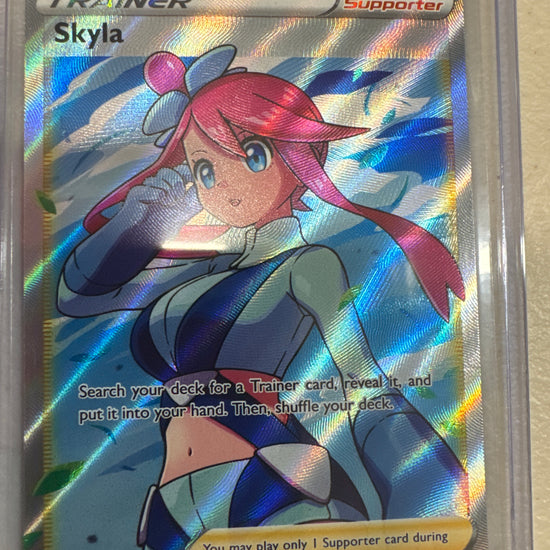 TRAINER
Supporter
Skyla
Search your deck for a Trainer card, reveal it, and
put it into your hand. Then, shuffle your deck.
You may play only 1 Supporter card during